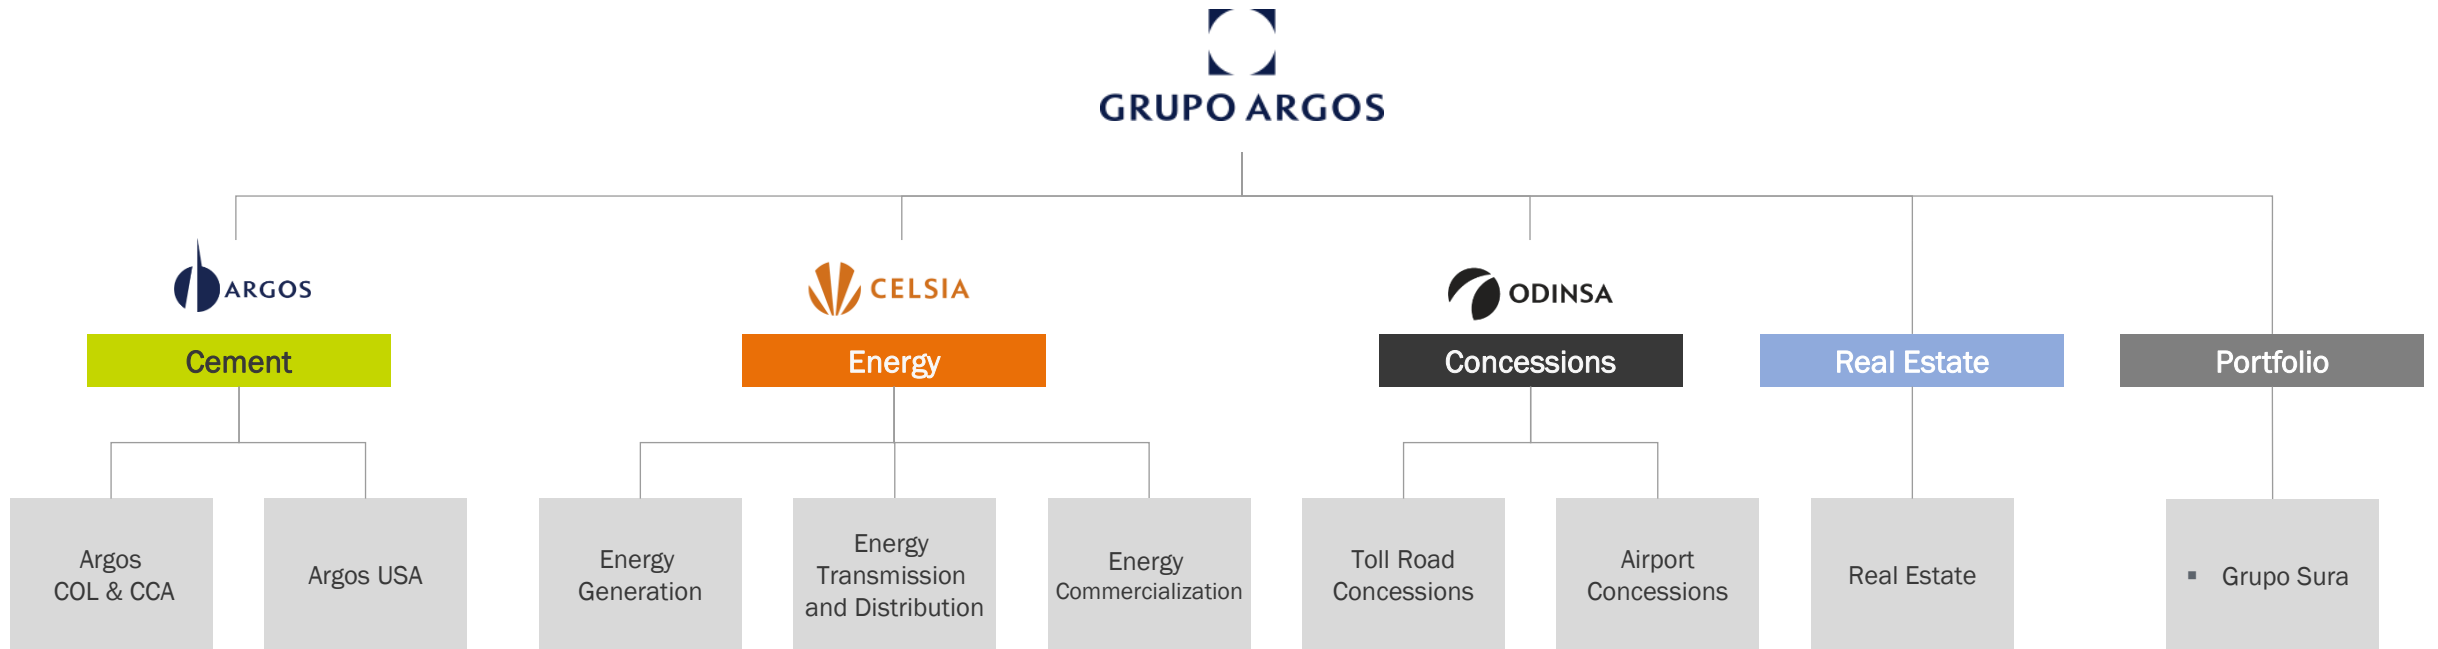 GRUPO ARGOS
ARGOS
CELSIA
ODINSA
Cement
Energy
Concessions
Real Estate
Portfolio
Argos
COL & CCA
Argos USA
Energy
Generation
Energy
Transmission
and Distribution
Energy
Commercialization
Toll Road
Concessions
Airport
Concessions
Real Estate
▪ Grupo Sura